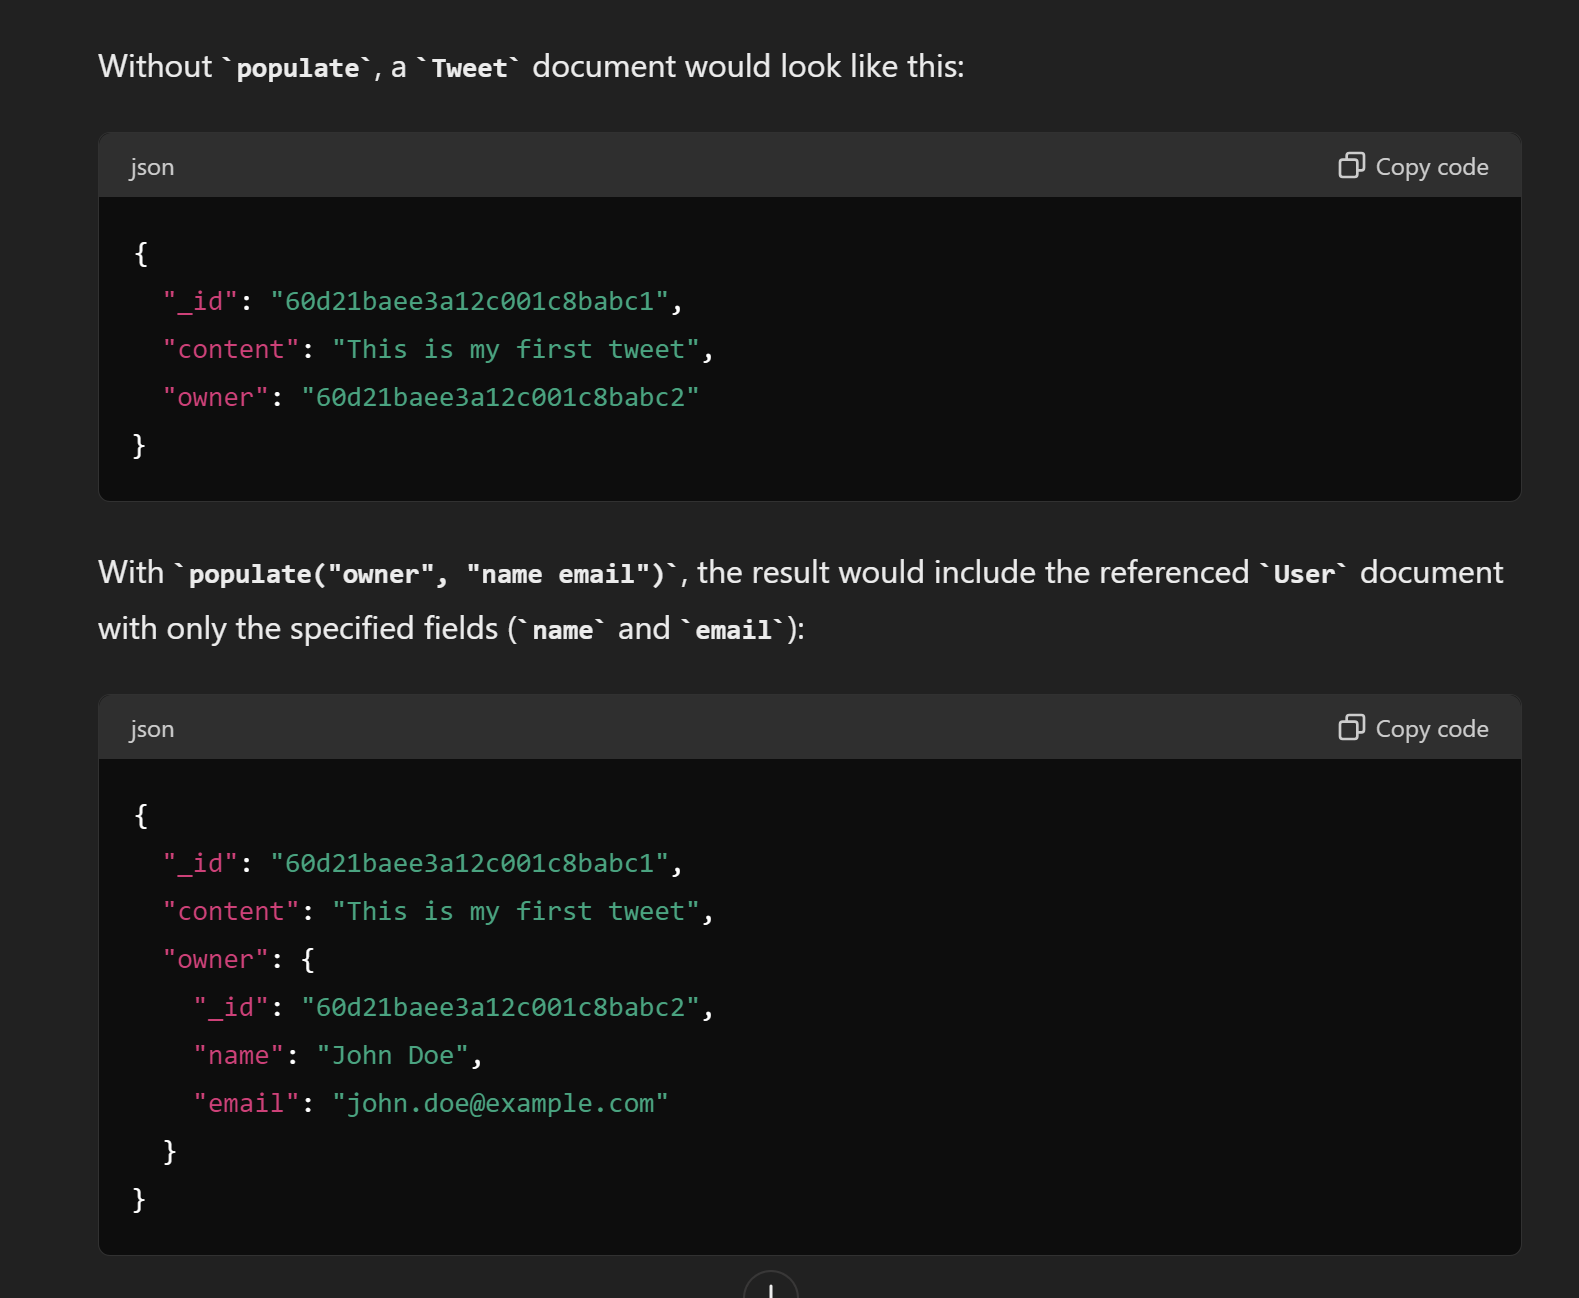 Without `populate`, a `Tweet` document would look like this:
json
Copy code
{
"_id": "60d21baee3a12c001c8babc1",
"content": "This is my first tweet",
"owner": "60d21baee3a12c001c8babc2"
}
With `populate("owner", "name email")`, the result would include the referenced `User` document
with only the specified fields (`name` and `email`):
json
Copy code
{
"_id": "60d21baee3a12c001c8babc1",
"content": "This is my first tweet",
"owner": {
"_id": "60d21baee3a12c001c8babc2",
"name": "John Doe",
"email": "john.doe@example.com"
}
}